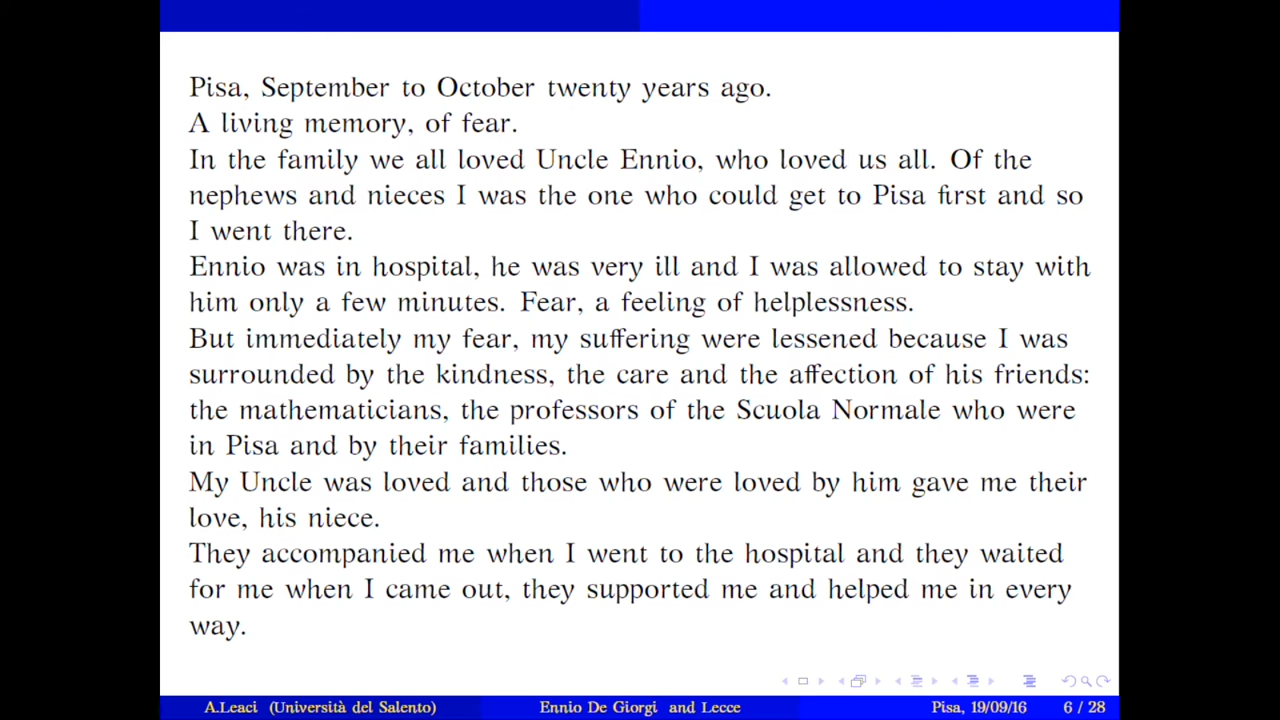 Pisa, September to October twenty years ago.
A living memory, of fear.
In the family we all loved Uncle Ennio, who loved us all. Of the
nephews and nieces I was the one who could get to Pisa first and so
I went there.
Ennio was in hospital, he was very ill and I was allowed to stay with
him only a few minutes. Fear, a feeling of helplessness.
But immediately my fear, my suffering were lessened because I was
surrounded by the kindness, the care and the affection of his friends:
the mathematicians, the professors of the Scuola Normale who were
in Pisa and by their families.
My Uncle was loved and those who were loved by him gave me their
love, his niece.
They accompanied me when I went to the hospital and they waited
for me when I came out, they supported me and helped me in every
way.
A.Leaci (Università del Salento) Ennio De Giorgi and Lecce Pisa, 19/09/16 6 / 28